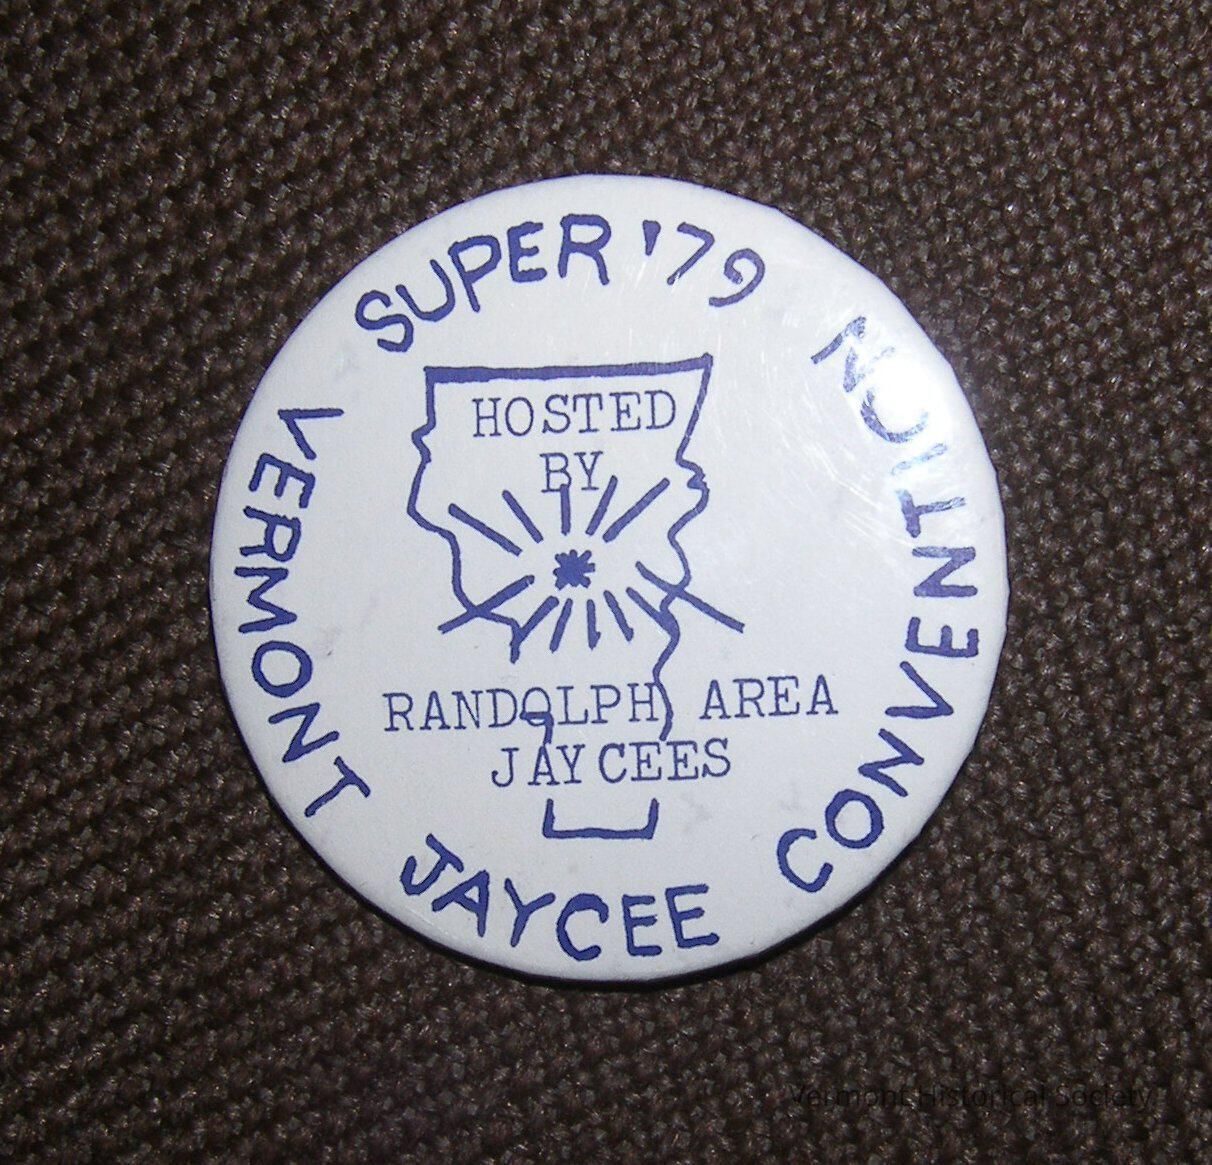 SUPER '79
VERMONT JAYCEE CONVENTION
HOSTED
BY
RANDOLPH AREA
JAYCEES
Vermont Historical Society